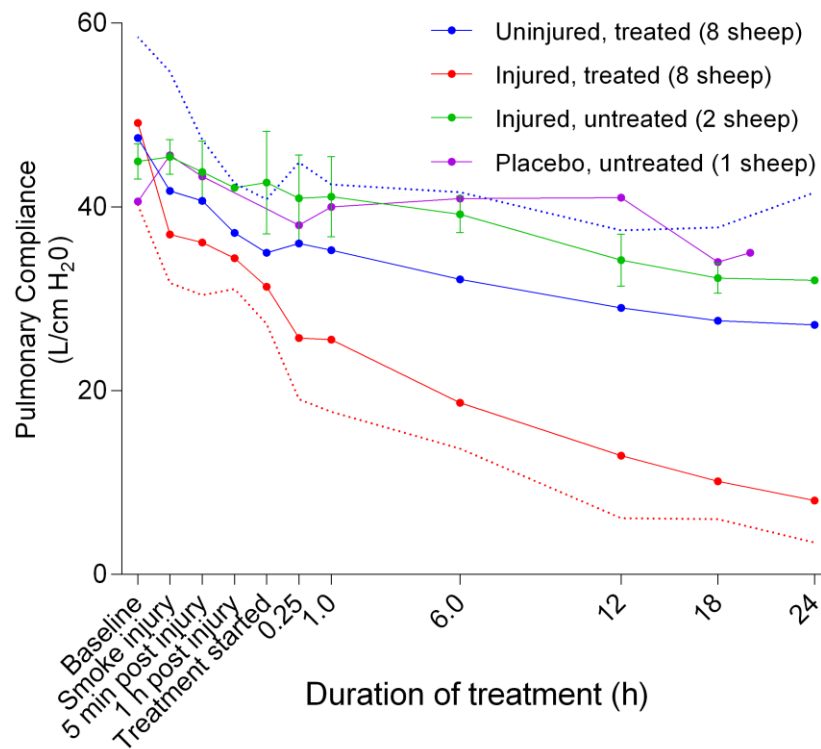 60
40
20
0
Pulmonary Compliance
(L/cm H₂0)
Uninjured, treated (8 sheep)
Injured, treated (8 sheep)
Injured, untreated (2 sheep)
Placebo, untreated (1 sheep)
Baseline
Smoke injury
5 min post injury
1 h post injury
Treatment started
0.25
1.0
6.0
12
18
24
Duration of treatment (h)